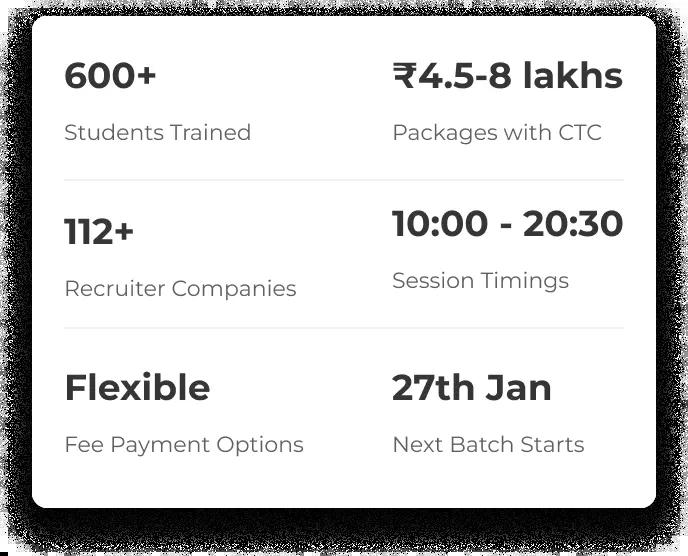 600+
₹4.5-8 lakhs
Students Trained
Packages with CTC
112+
10:00 - 20:30
Recruiter Companies
Session Timings
Flexible
27th Jan
Fee Payment Options
Next Batch Starts